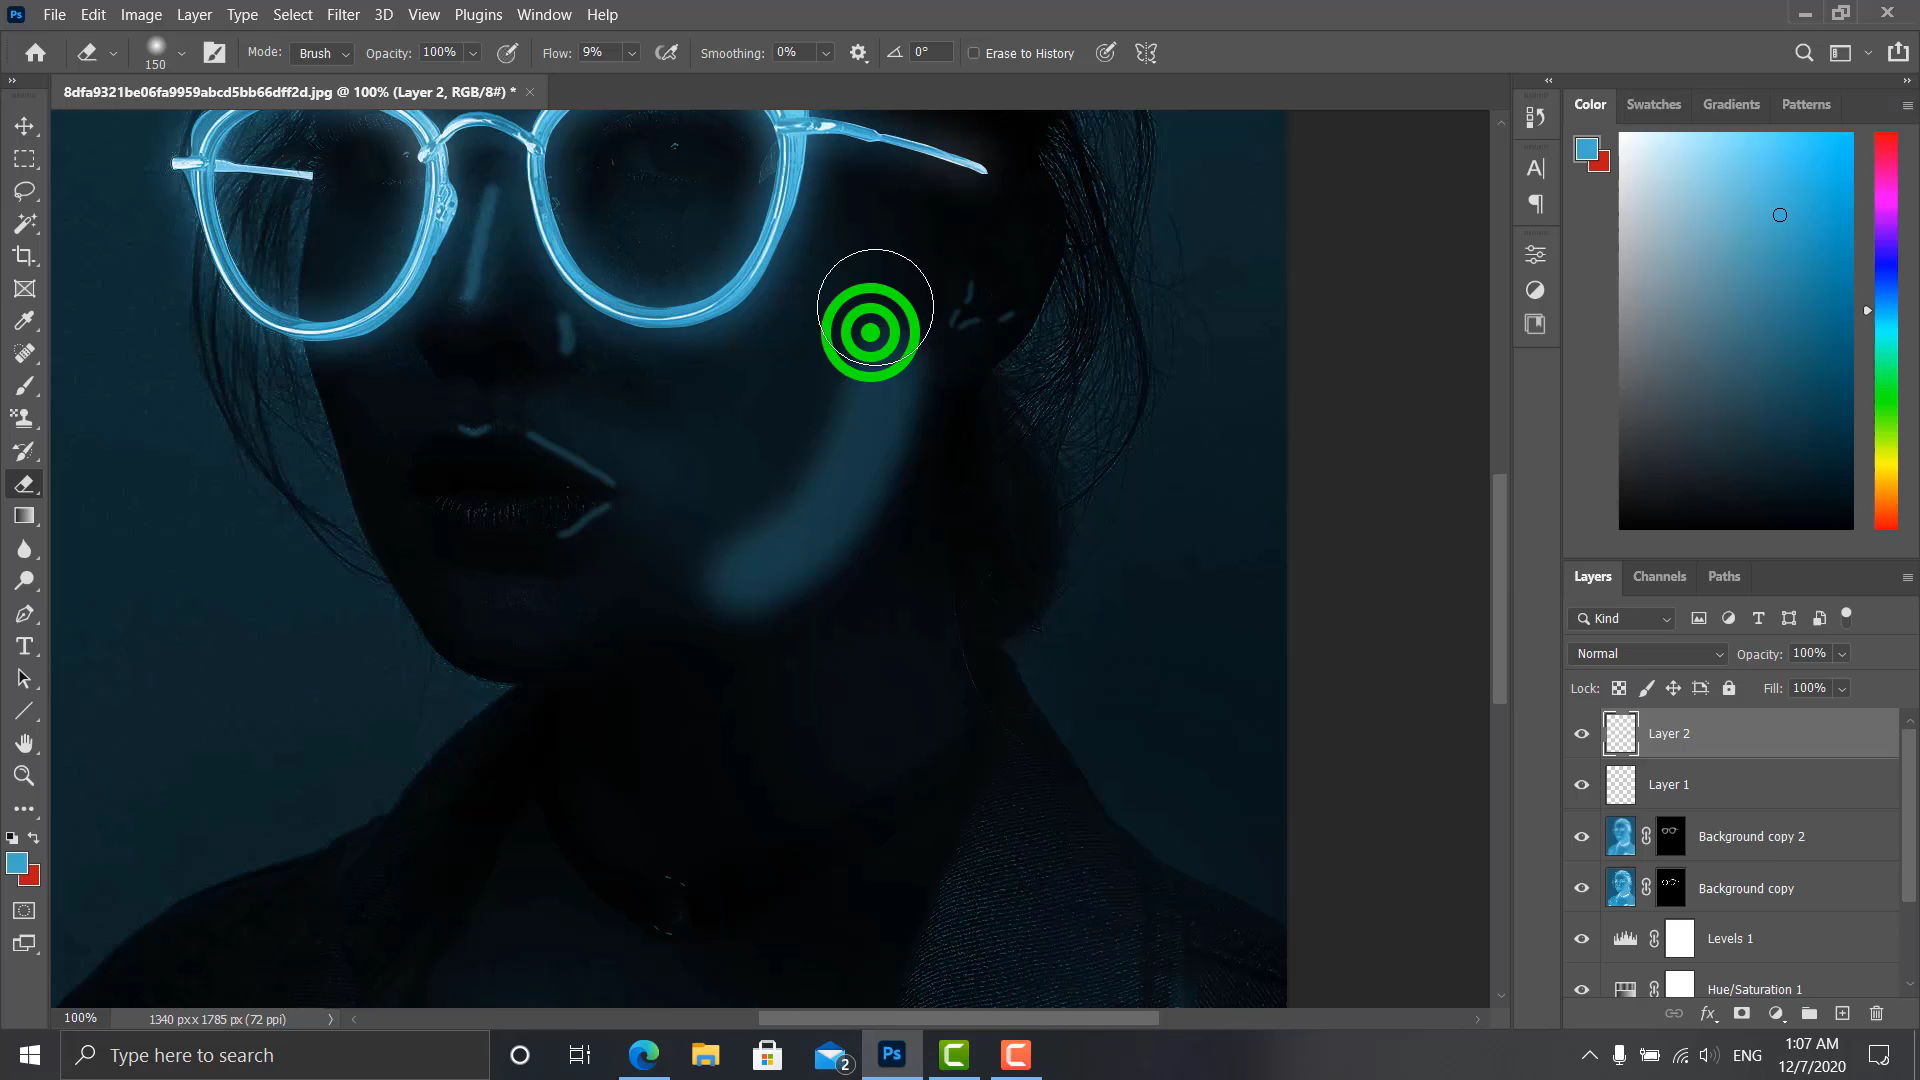 Ps File Edit Image Layer Type Select Filter 3D View Plugins Window Help
150 Mode: Brush Opacity: 100% Flow: 9% Smoothing: 0% 0° Erase to History
8dfa9321be06fa9959abcd5bb66dff2d.jpg @ 100% (Layer 2, RGB/8#) *
Color Swatches Gradients Patterns
Layers Channels Paths
Kind
Normal Opacity: 100%
Lock: Fill: 100%
Layer 2
Layer 1
Background copy 2
Background copy
Levels 1
Hue/Saturation 1
100% 1340 px x 1785 px (72 ppi)
fx
Type here to search
2
Ps
ENG
1:07 AM
12/7/2020